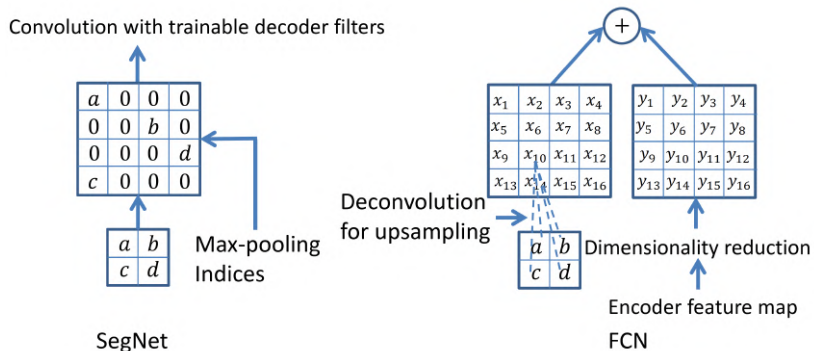 Convolution with trainable decoder filters
a 0 0 0
0 0 b 0
0 0 0 d
c 0 0 0
a b
c d
Max-pooling
Indices
SegNet
+
x₁ x₂ x₃ x₄
x₅ x₆ x₇ x₈
x₉ x₁₀ x₁₁ x₁₂
x₁₃ x₁₄ x₁₅ x₁₆
y₁ y₂ y₃ y₄
y₅ y₆ y₇ y₈
y₉ y₁₀ y₁₁ y₁₂
y₁₃ y₁₄ y₁₅ y₁₆
Deconvolution
for upsampling
a b
c d
Dimensionality reduction
Encoder feature map
FCN